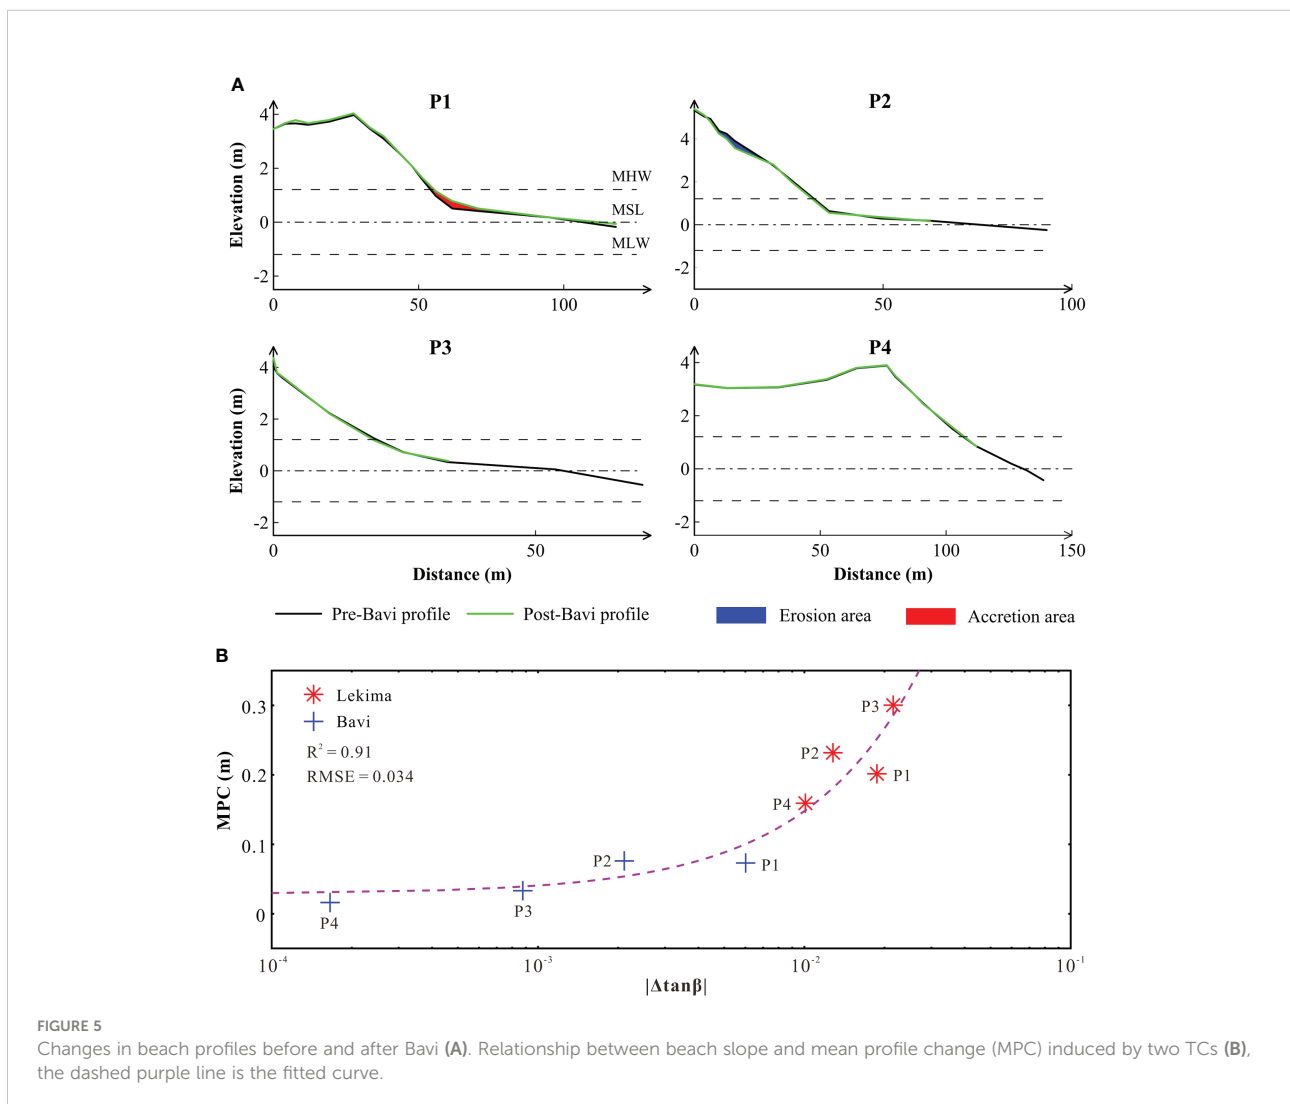 A
P1
P2
Elevation (m)
4
2
0
-2
MHW
MSL
MLW
0
50
100
4
2
0
-2
0
50
100
P3
P4
Elevation (m)
4
2
0
-2
0
50
Distance (m)
4
2
0
-2
0
50
100
150
Distance (m)
Pre-Bavi profile Post-Bavi profile Erosion area Accretion area
B
MPC (m)
0.3
0.2
0.1
0
Lekima
Bavi
R² = 0.91
RMSE = 0.034
P3
P2
P1
P4
P2
P1
P3
P4
10⁻⁴
10⁻³
10⁻²
10⁻¹
|Δtanβ|
FIGURE 5
Changes in beach profiles before and after Bavi (A). Relationship between beach slope and mean profile change (MPC) induced by two TCs (B),
the dashed purple line is the fitted curve.